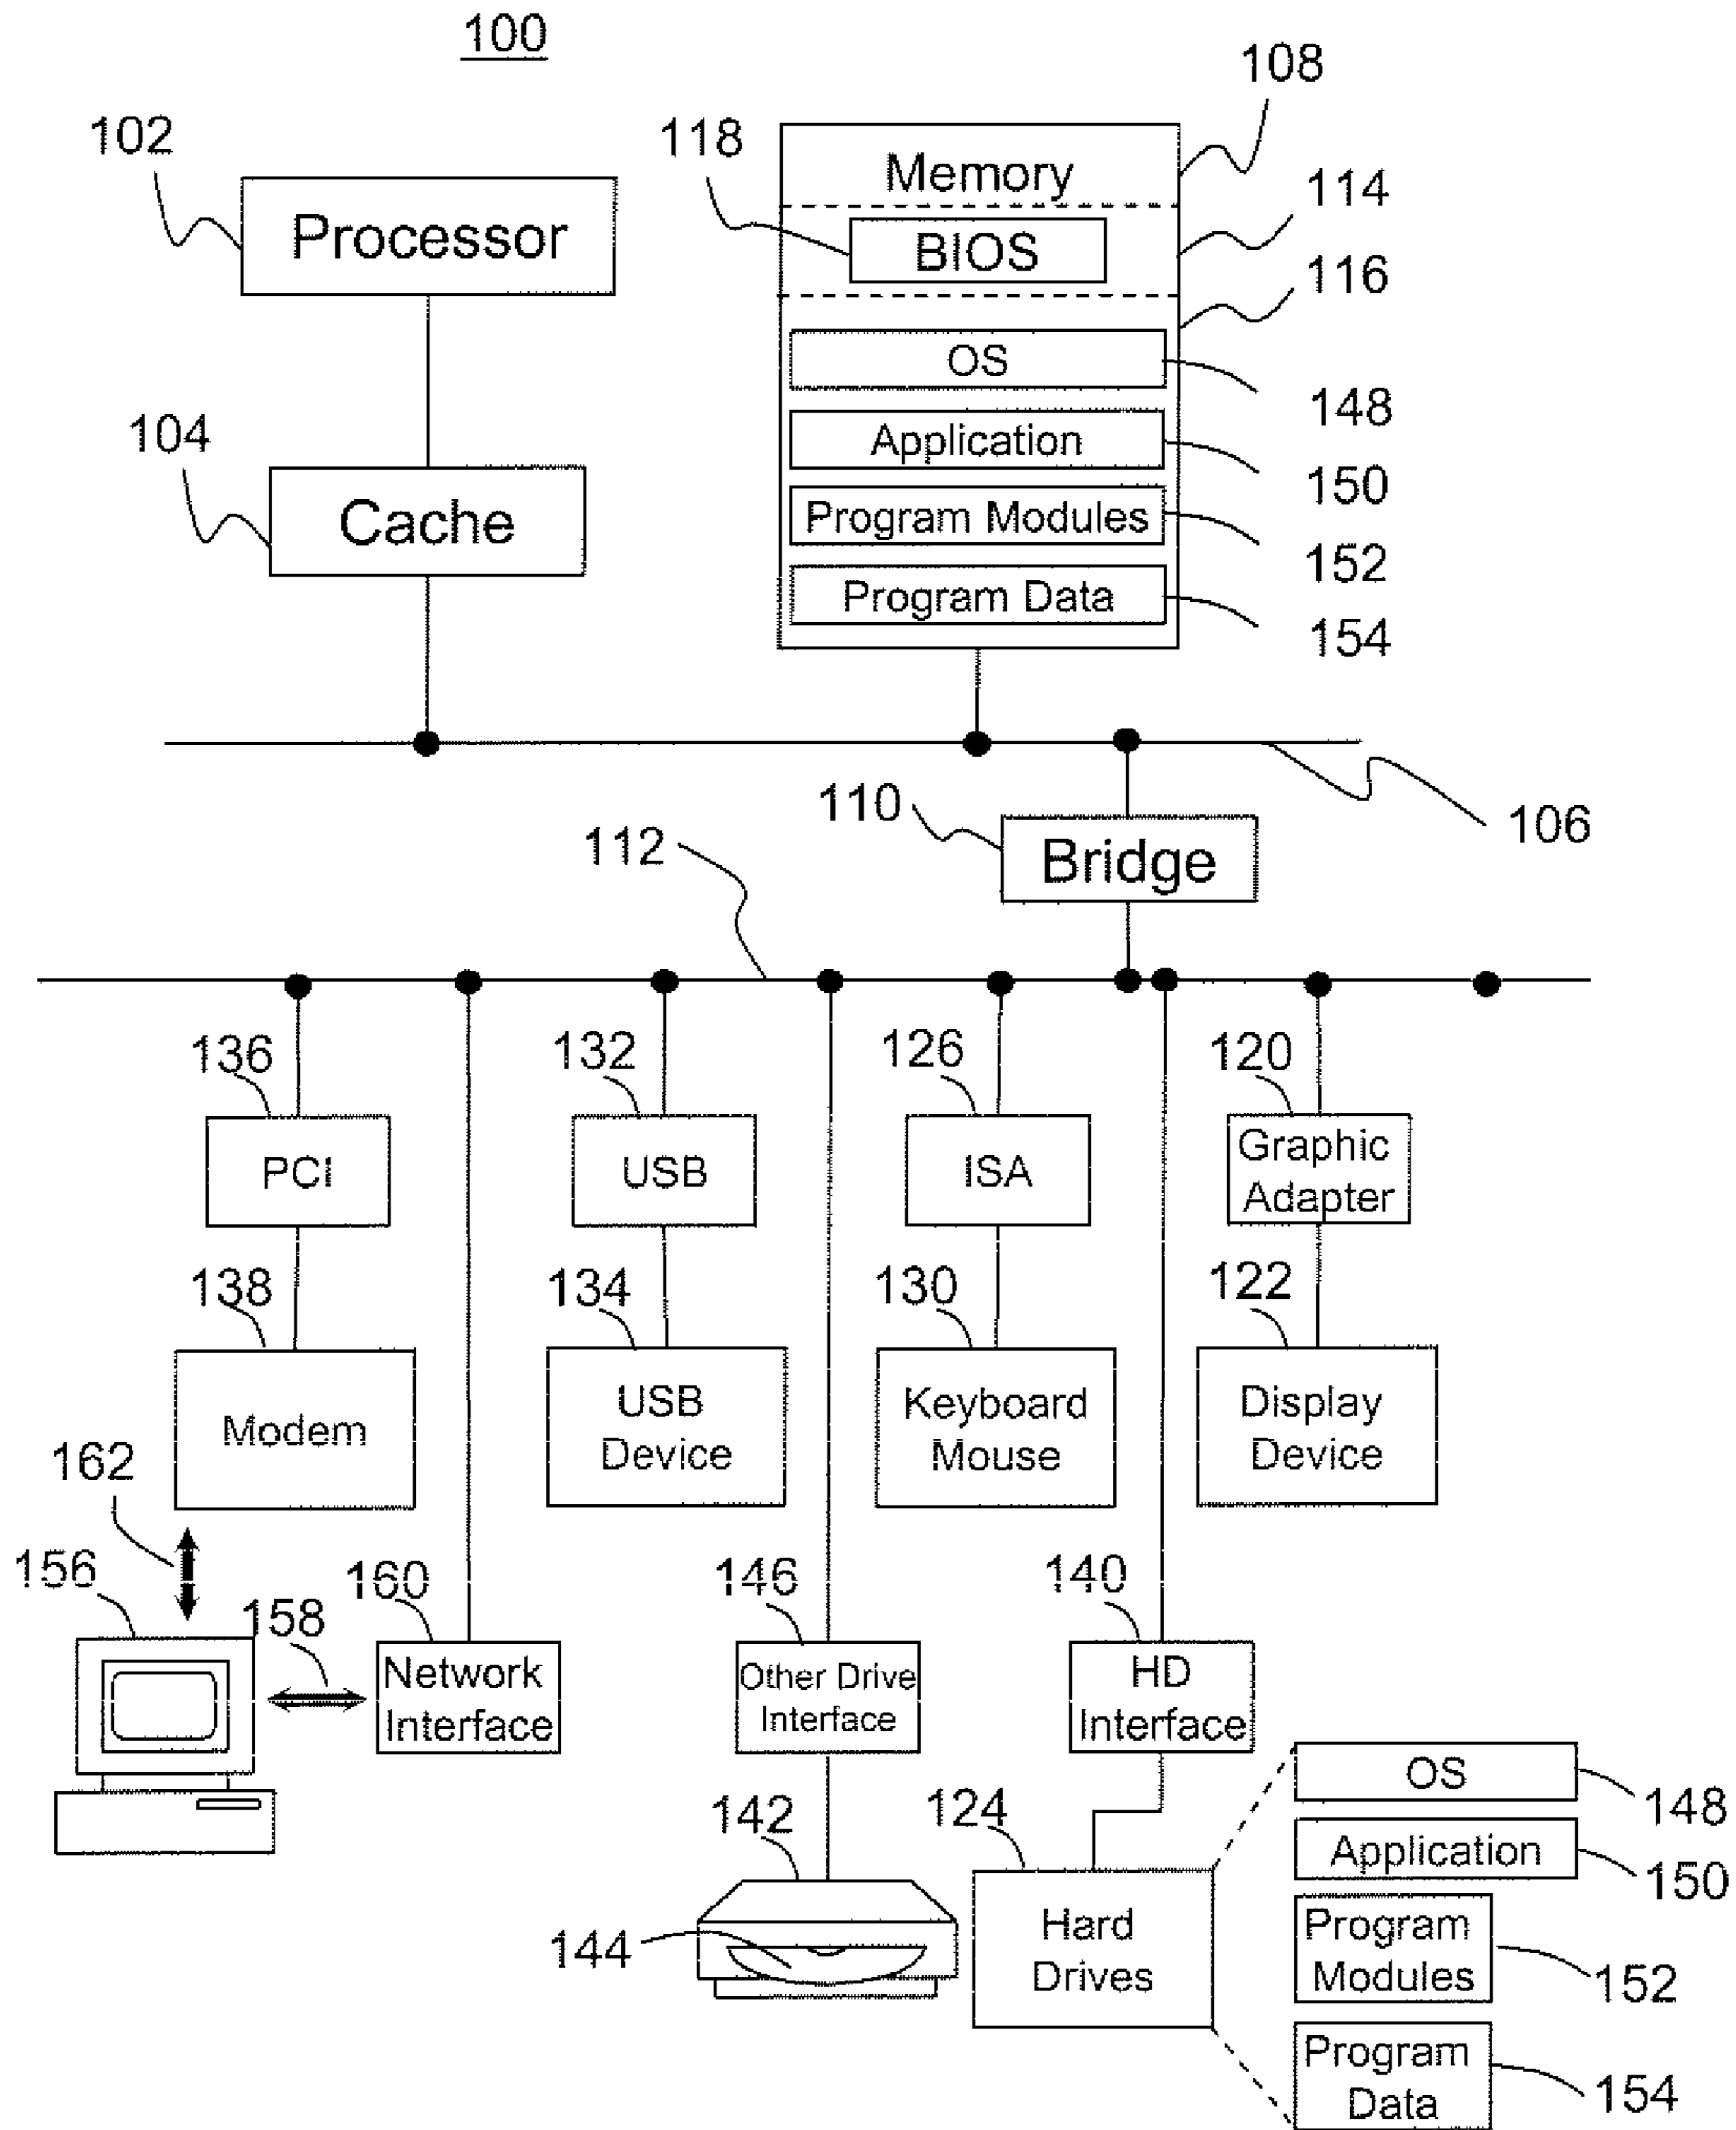 100
108
102
118
Memory
114
Processor
BIOS
116
OS
148
104
Application
150
Cache
Program Modules
152
Program Data
154
110
106
112
Bridge
136
132
126
120
PCI
USB
ISA
Graphic
Adapter
138
134
130
122
Modem
USB
Device
Keyboard
Mouse
Display
Device
162
156
158
160
146
140
Network
Interface
Other Drive
Interface
HD
Interface
OS
148
142
124
Application
150
144
Hard
Drives
Program
Modules
152
Program
Data
154